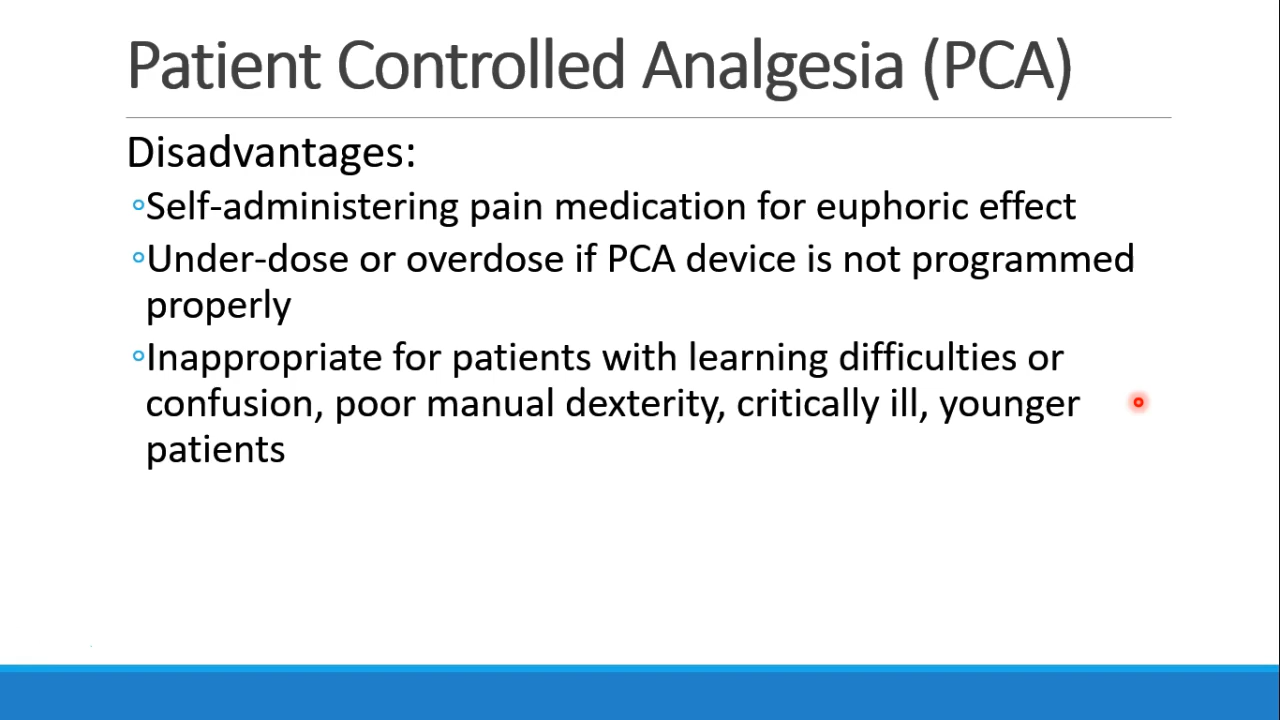 Patient Controlled Analgesia (PCA)
Disadvantages:
◦Self-administering pain medication for euphoric effect
◦Under-dose or overdose if PCA device is not programmed
properly
◦Inappropriate for patients with learning difficulties or
confusion, poor manual dexterity, critically ill, younger
patients